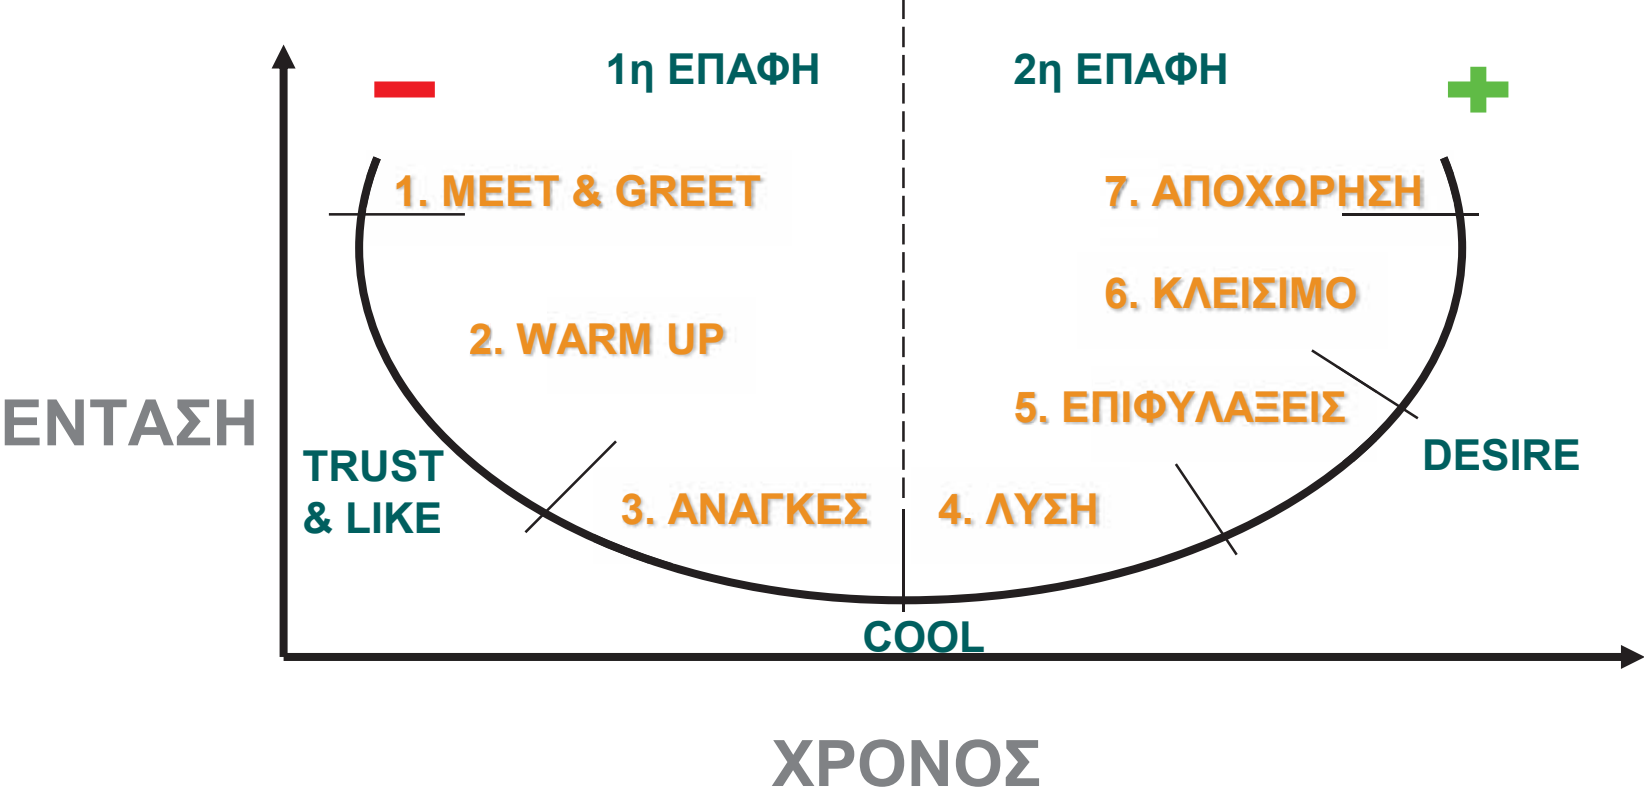 1η ΕΠΑΦΗ
2η ΕΠΑΦΗ
1. MEET & GREET
7. ΑΠΟΧΩΡΗΣΗ
6. ΚΛΕΙΣΙΜΟ
2. WARM UP
5. ΕΠΙΦΥΛΑΞΕΙΣ
ΕΝΤΑΣΗ
TRUST
& LIKE
DESIRE
3. ΑΝΑΓΚΕΣ
4. ΛΥΣΗ
COOL
ΧΡΟΝΟΣ